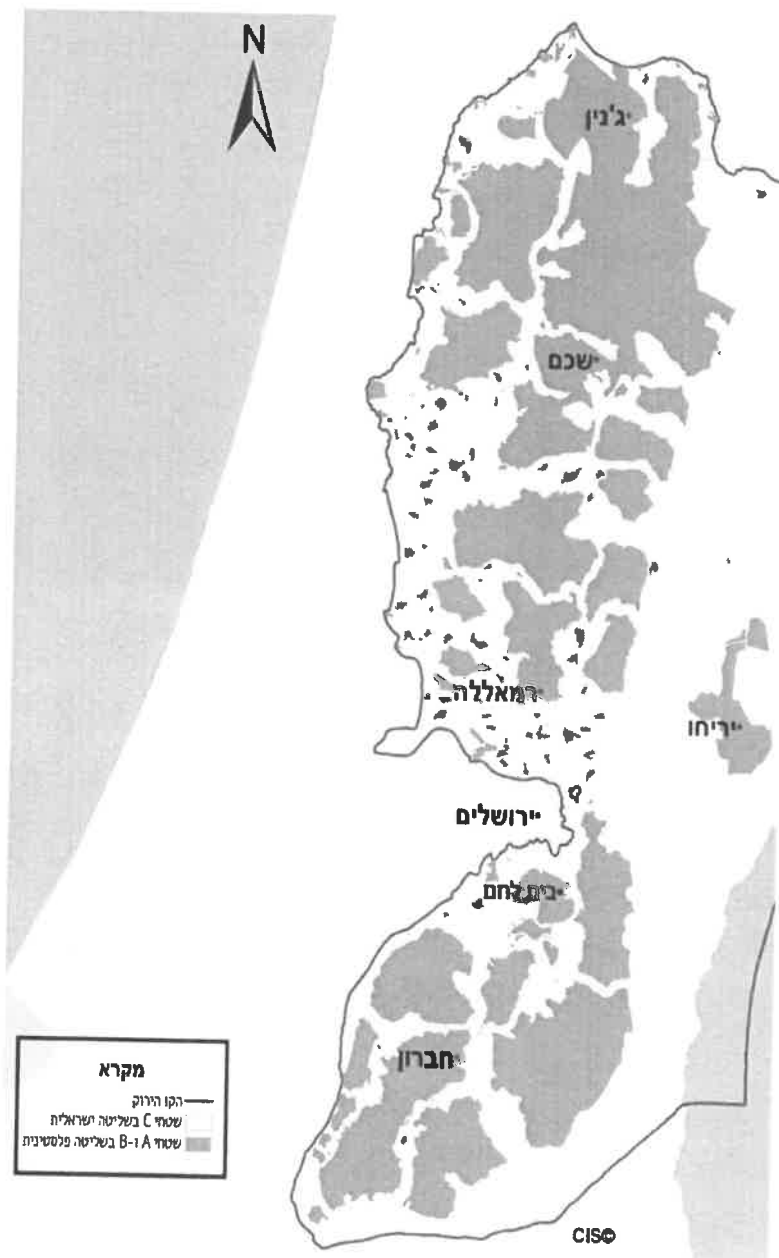 N
ג'נין
שכם
רמאללה
יריחו
ירושלים
בית לחם
חברון
מקרא
הקו הירוק
שטחי C בשליטה ישראלית
שטחי A ו-B בשליטה פלסטינית
CIS©